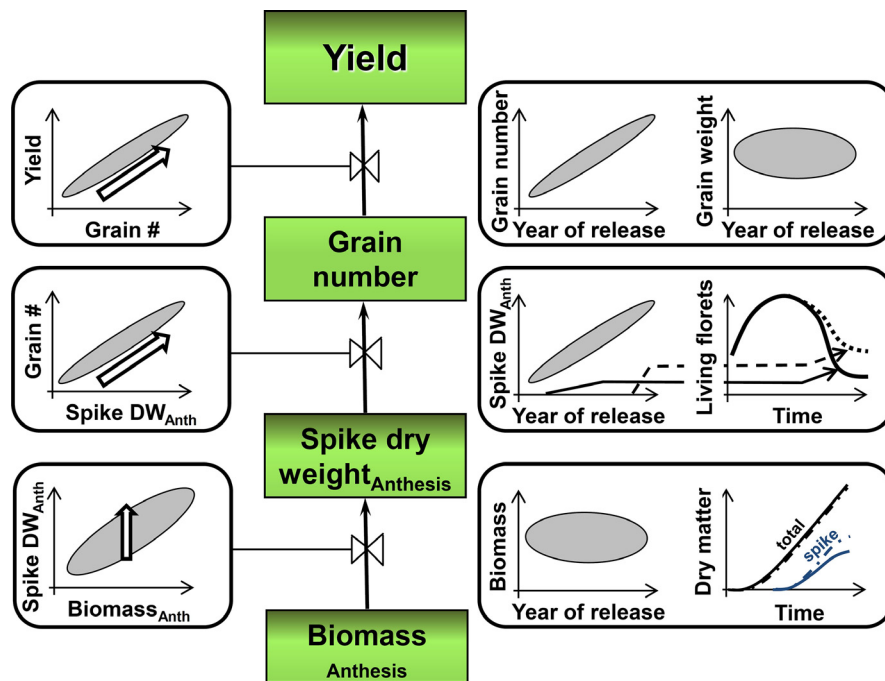 Yield
Yield
Grain #
Grain number
Year of release
Grain weight
Year of release
Grain
number
Grain #
Spike DWAnth
Spike DWAnth
Year of release
Living florets
Time
Spike dry
weightAnthesis
Spike DWAnth
BiomassAnth
Biomass
Year of release
Dry matter
total
spike
Time
Biomass
Anthesis